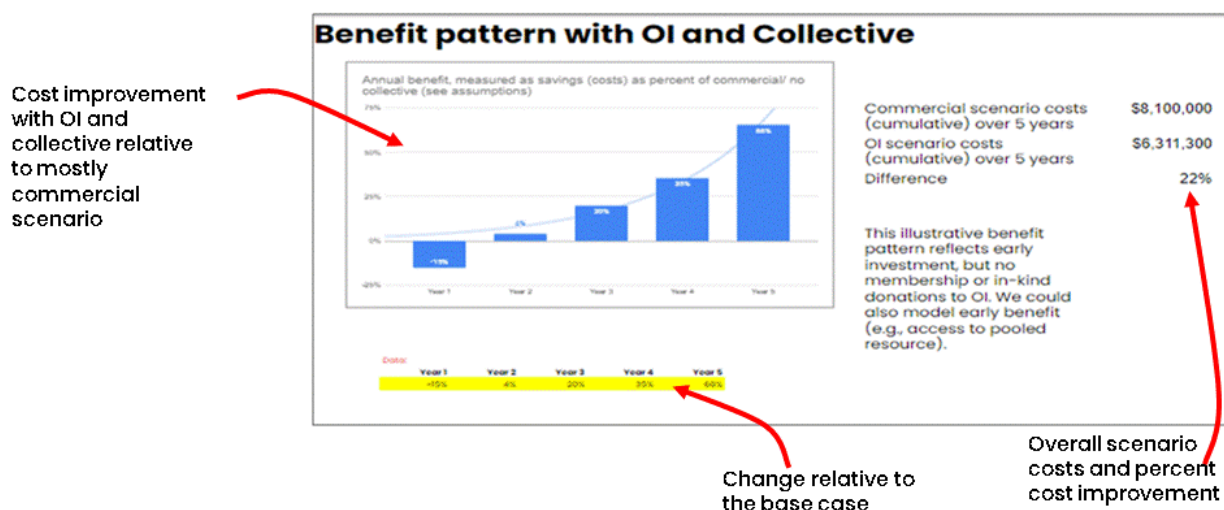 Benefit pattern with OI and Collective
Cost improvement
with OI and
collective relative
to mostly
commercial
scenario
Annual benefit, measured as savings (costs) as percent of commercial/ no
collective (see assumptions)
75%
50%
25%
0%
-25%
-15%
4%
20%
35%
Year 1
Year 2
Year 3
Year 4
Year 5
Commercial scenario costs $8,100,000
(cumulative) over 5 years
OI scenario costs $6,311,300
(cumulative) over 5 years
Difference 22%
This illustrative benefit
pattern reflects early
investment, but no
membership or in-kind
donations to OI. We could
also model early benefit
(e.g., access to pooled
resource).
Data:
Year 1 Year 2 Year 3 Year 4 Year 5
-15% 4% 20% 35%
Change relative to
the base case
Overall scenario
costs and percent
cost improvement